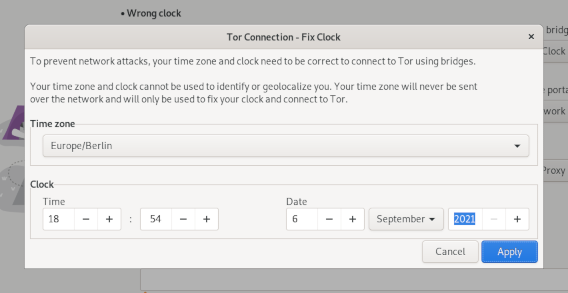 • Wrong clock
Tor Connection - Fix Clock
×
bridg
To prevent network attacks, your time zone and clock need to be correct to connect to Tor using bridges.
Clock
Your time zone and clock cannot be used to identify or geolocalize you. Your time zone will never be sent
over the network and will only be used to fix your clock and connect to Tor.
porta
work
Time zone
Europe/Berlin
Proxy
Clock
Time
Date
18 − + : 54 − + 6 − + September 2021 − +
Cancel Apply